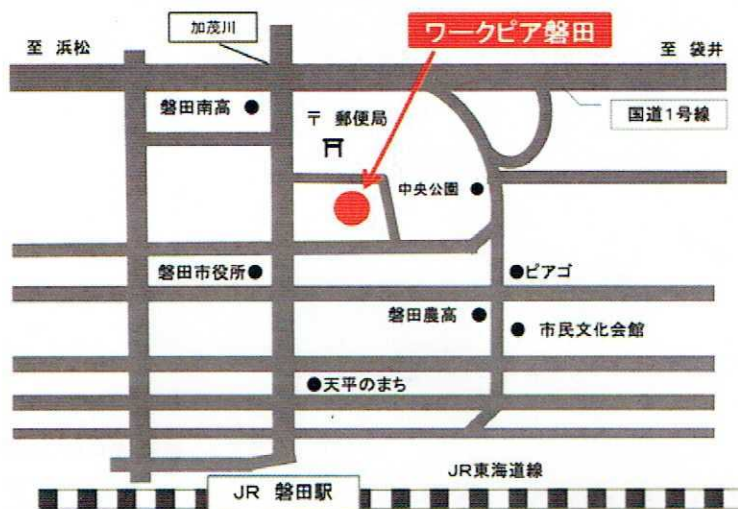 加茂川
ワークピア磐田
至 浜松
至 袋井
磐田南高
〒 郵便局
国道1号線
中央公園
磐田市役所
ピアゴ
磐田農高
市民文化会館
天平のまち
JR東海道線
JR 磐田駅